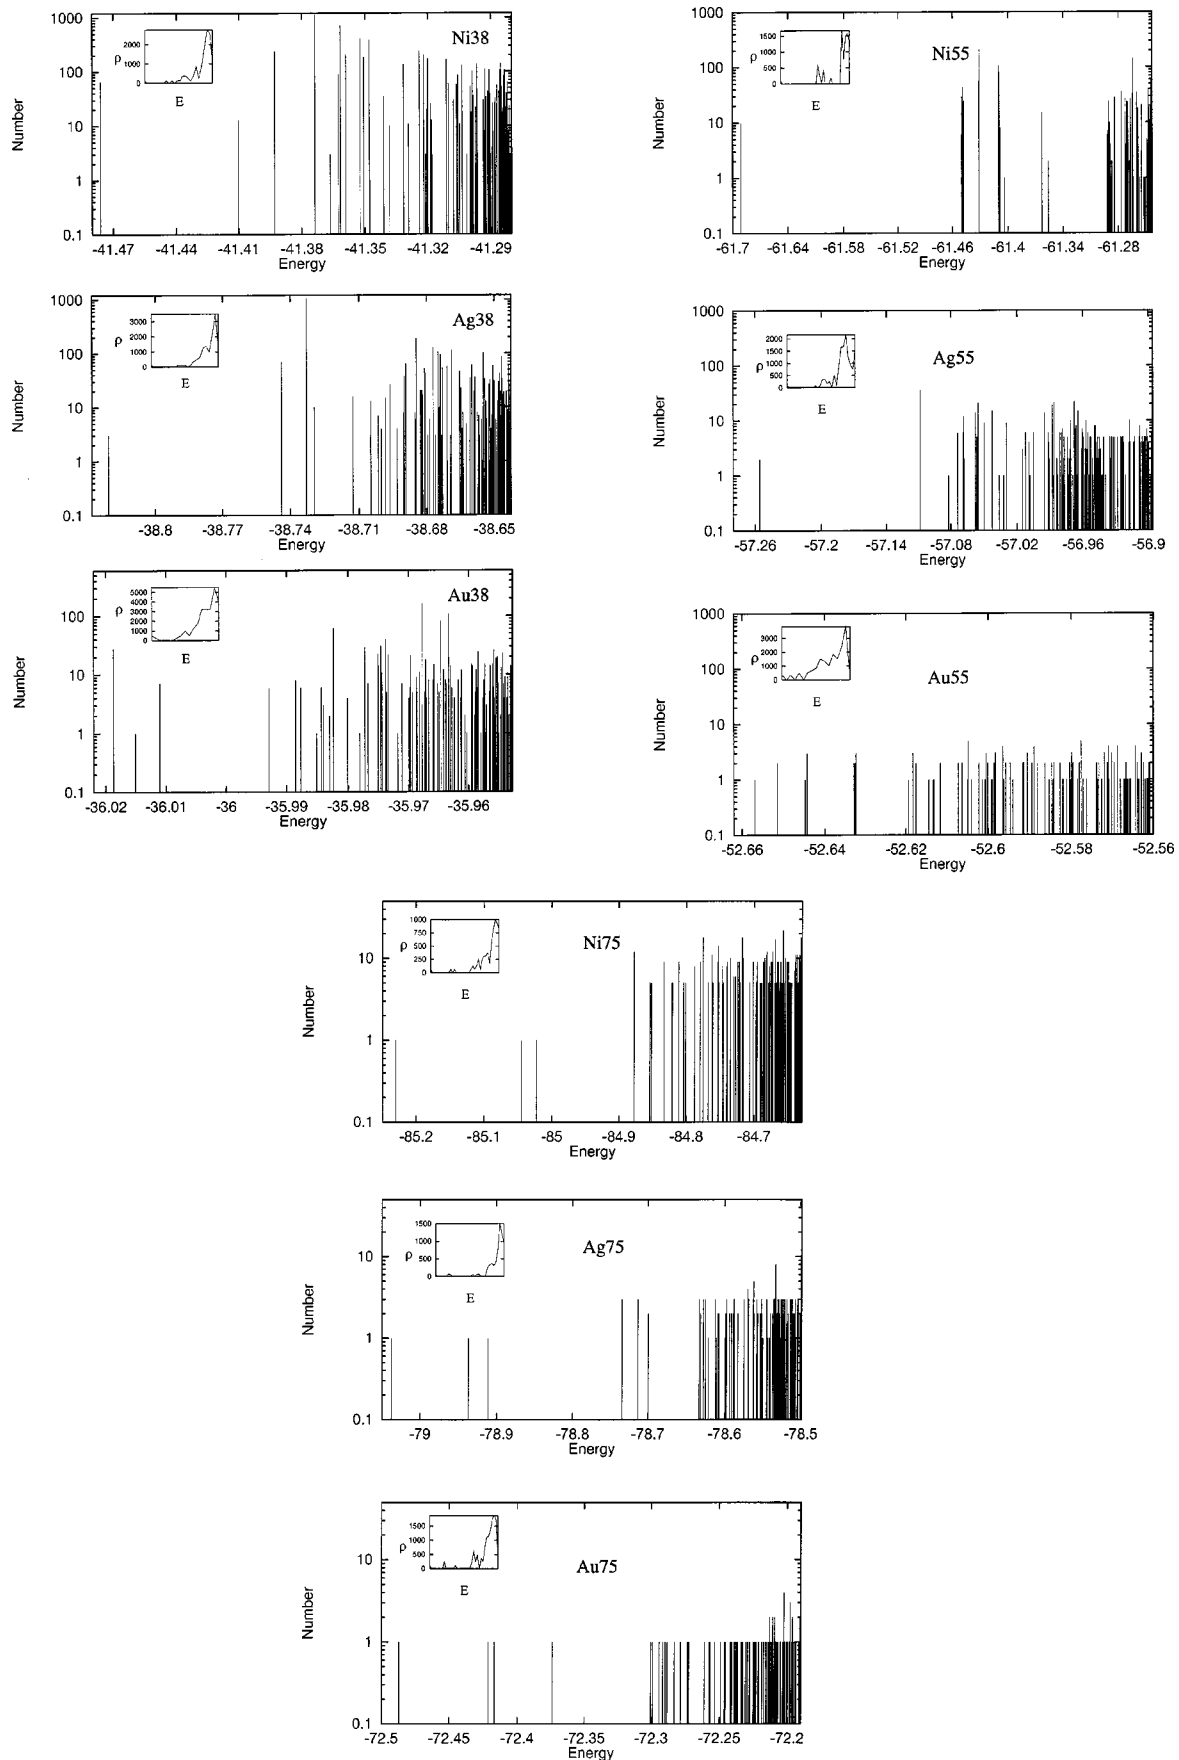 Ni38
1000
100
10
1
0.1
Number
ρ
2000
1000
0
E
-41.47 -41.44 -41.41 -41.38 -41.35 -41.32 -41.29
Energy
Ni55
1000
100
10
1
0.1
Number
ρ
1500
1000
500
0
E
-61.7 -61.64 -61.58 -61.52 -61.46 -61.4 -61.34 -61.28
Energy
Ag38
1000
100
10
1
0.1
Number
ρ
3000
2000
1000
0
E
-38.8 -38.77 -38.74 -38.71 -38.68 -38.65
Energy
Ag55
1000
100
10
1
0.1
Number
ρ
2000
1500
1000
500
0
E
-57.26 -57.2 -57.14 -57.08 -57.02 -56.96 -56.9
Energy
Au38
100
10
1
0.1
Number
ρ
5000
4000
3000
2000
1000
0
E
-36.02 -36.01 -36 -35.99 -35.98 -35.97 -35.96
Energy
Au55
1000
100
10
1
0.1
Number
ρ
3000
2000
1000
0
E
-52.66 -52.64 -52.62 -52.6 -52.58 -52.56
Energy
Ni75
10
1
0.1
Number
ρ
1000
750
500
250
0
E
-85.2 -85.1 -85 -84.9 -84.8 -84.7
Energy
Ag75
10
1
0.1
Number
ρ
1500
1000
500
0
E
-79 -78.9 -78.8 -78.7 -78.6 -78.5
Energy
Au75
10
1
0.1
Number
ρ
1500
1000
500
0
E
-72.5 -72.45 -72.4 -72.35 -72.3 -72.25 -72.2
Energy